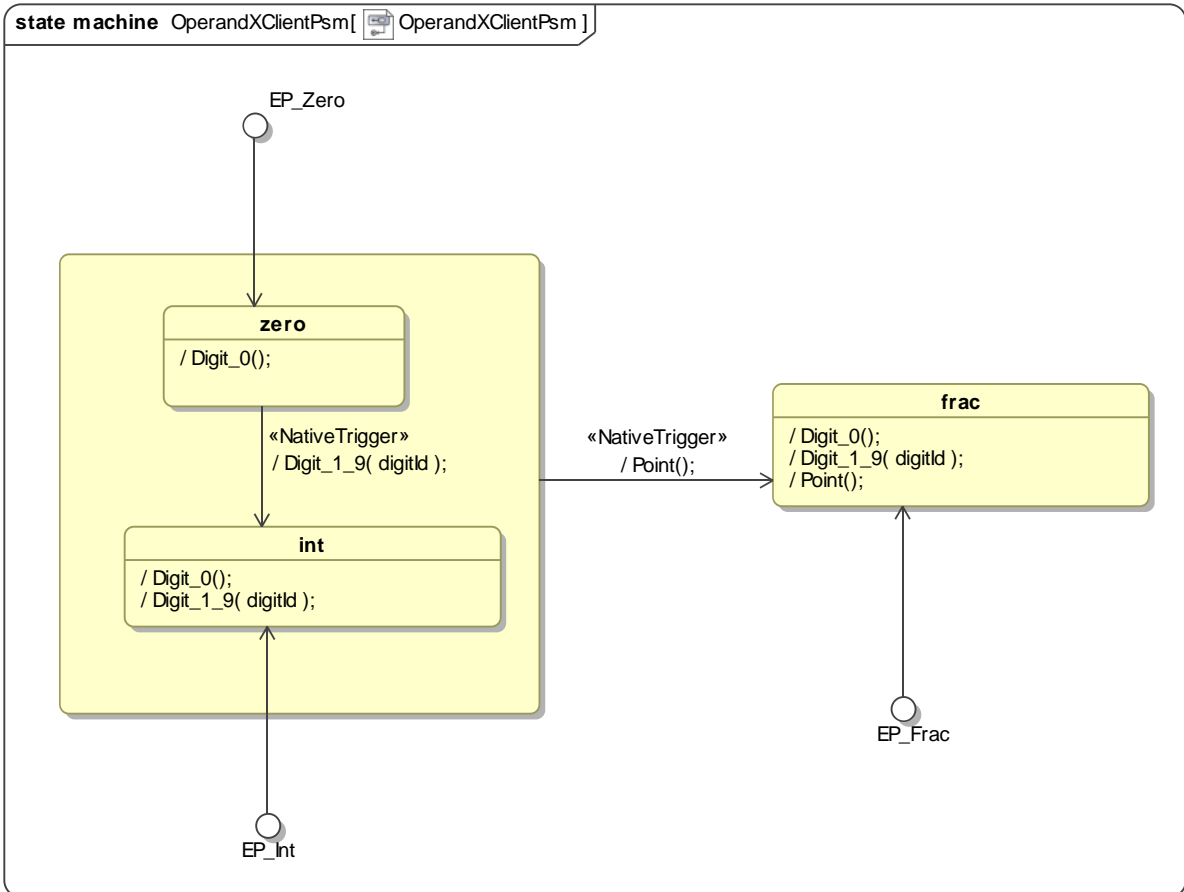 state machine OperandXClientPsm[ OperandXClientPsm ]
EP_Zero
zero
/ Digit_0();
«NativeTrigger»
/ Digit_1_9( digitId );
int
/ Digit_0();
/ Digit_1_9( digitId );
EP_Int
«NativeTrigger»
/ Point();
frac
/ Digit_0();
/ Digit_1_9( digitId );
/ Point();
EP_Frac